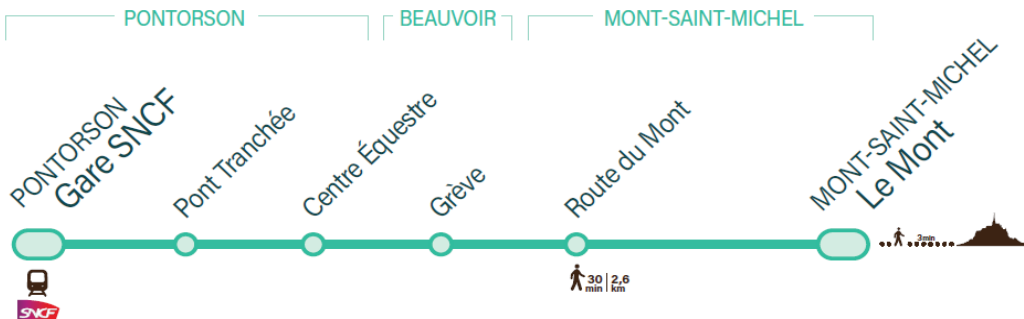 PONTORSON
BEAUVOIR
MONT-SAINT-MICHEL
PONTORSON
Gare SNCF
Pont Tranchée
Centre Équestre
Grève
Route du Mont
MONT-SAINT-MICHEL
Le Mont
3min
30 min | 2,6 km
SNCF